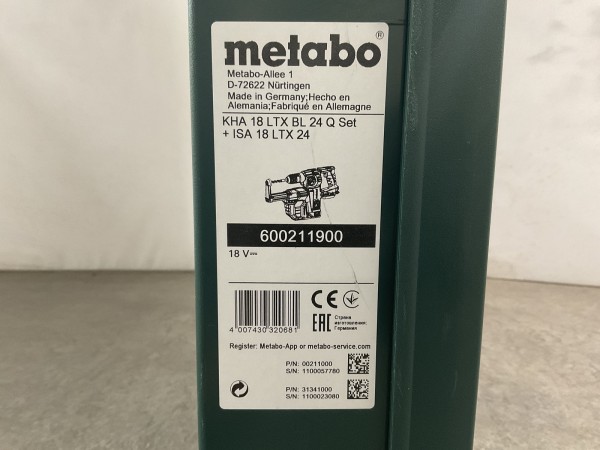 metabo®
Metabo-Allee 1
D-72622 Nürtingen
Made in Germany;Hecho en
Alemania;Fabriqué en Allemagne
KHA 18 LTX BL 24 Q Set
+ ISA 18 LTX 24
600211900
18 V
4 007430 320681
CE
EAC
Страна
изготовления:
Германия
Register: Metabo-App or metabo-service.com
P/N: 00211000
S/N: 1100057780
P/N: 31341000
S/N: 1100023080